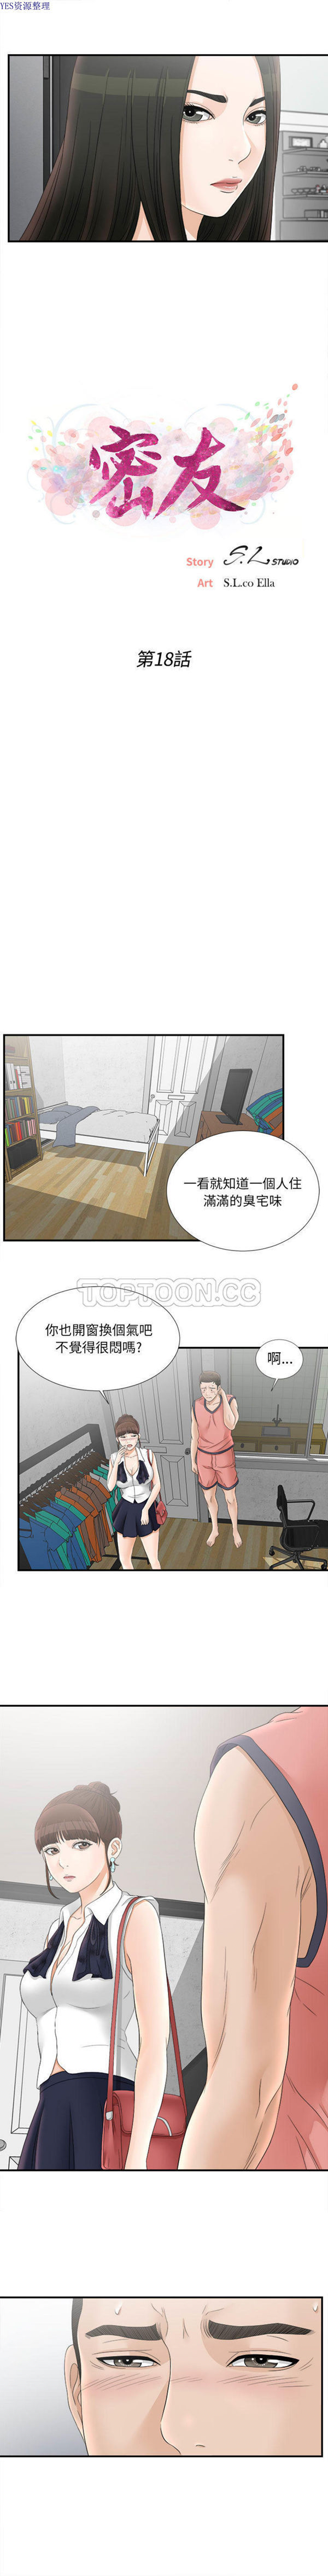 YES资源整理
密友
Story S.L STUDIO
Art S.L.co Ella
第18話
一看就知道一個人住
滿滿的臭宅味
TOPTOON.CC
你也開窗換個氣吧
不覺得很悶嗎?
啊...